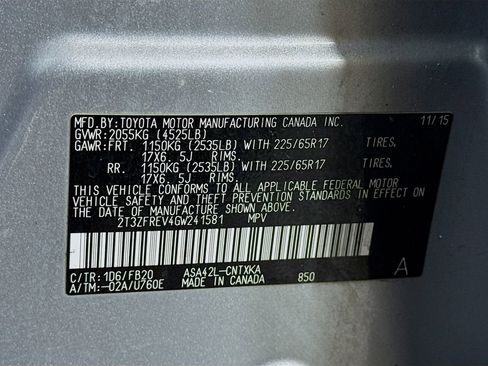 MFD.BY:TOYOTA MOTOR MANUFACTURING CANADA INC. 11/15
GVWR:2055KG (4525LB)
GAWR:FRT. 1150KG (2535LB) WITH 225/65R17 TIRES,
17X6. 5J RIMS.
RR. 1150KG (2535LB) WITH 225/65R17 TIRES,
17X6. 5J RIMS.
THIS VEHICLE CONFORMS TO ALL APPLICABLE FEDERAL MOTOR
VEHICLE SAFETY AND THEFT PREVENTION STANDARDS IN EFFECT ON
THE DATE OF MANUFACTURE SHOWN ABOVE.
2T3ZFREV4GW241581 MPV
C/TR:1D6/FB20 ASA42L-CNTXKA A
A/TM:-02A/U760E MADE IN CANADA 850